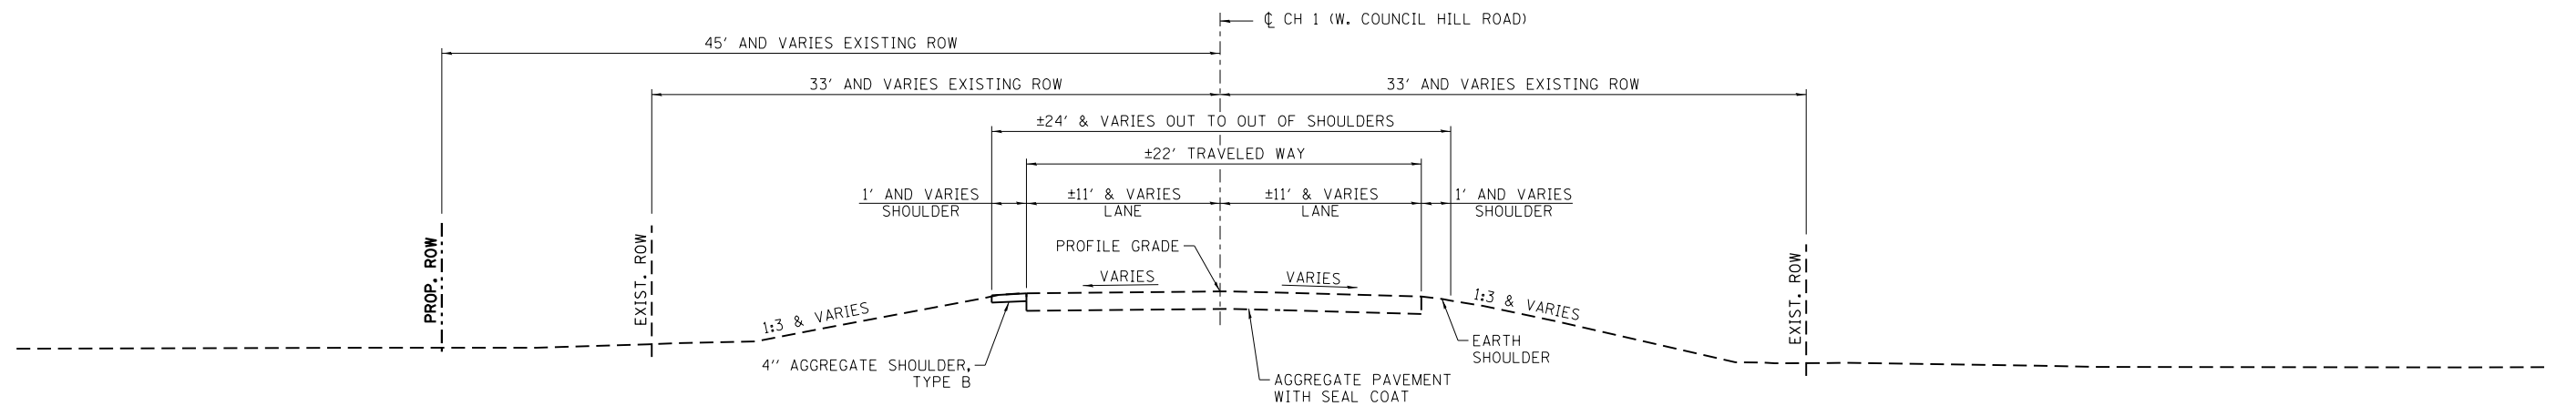 ℄ CH 1 (W. COUNCIL HILL ROAD)
45' AND VARIES EXISTING ROW
33' AND VARIES EXISTING ROW
33' AND VARIES EXISTING ROW
±24' & VARIES OUT TO OUT OF SHOULDERS
±22' TRAVELED WAY
1' AND VARIES
SHOULDER
±11' & VARIES
LANE
±11' & VARIES
LANE
1' AND VARIES
SHOULDER
PROP. ROW
EXIST. ROW
PROFILE GRADE
VARIES
VARIES
EXIST. ROW
1:3 & VARIES
1:3 & VARIES
4'' AGGREGATE SHOULDER,
TYPE B
EARTH
SHOULDER
AGGREGATE PAVEMENT
WITH SEAL COAT